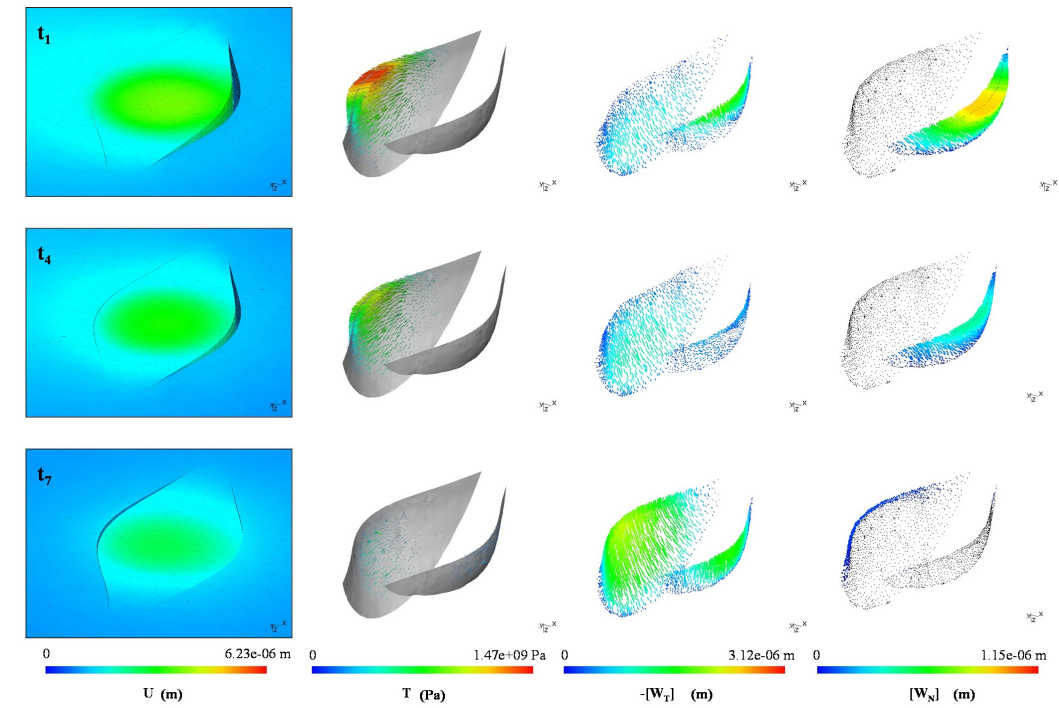 t1
t4
t7
0 6.23e-06 m
0 1.47e+09 Pa
0 3.12e-06 m
0 1.15e-06 m
U (m)
T (Pa)
-[WT] (m)
[WN] (m)